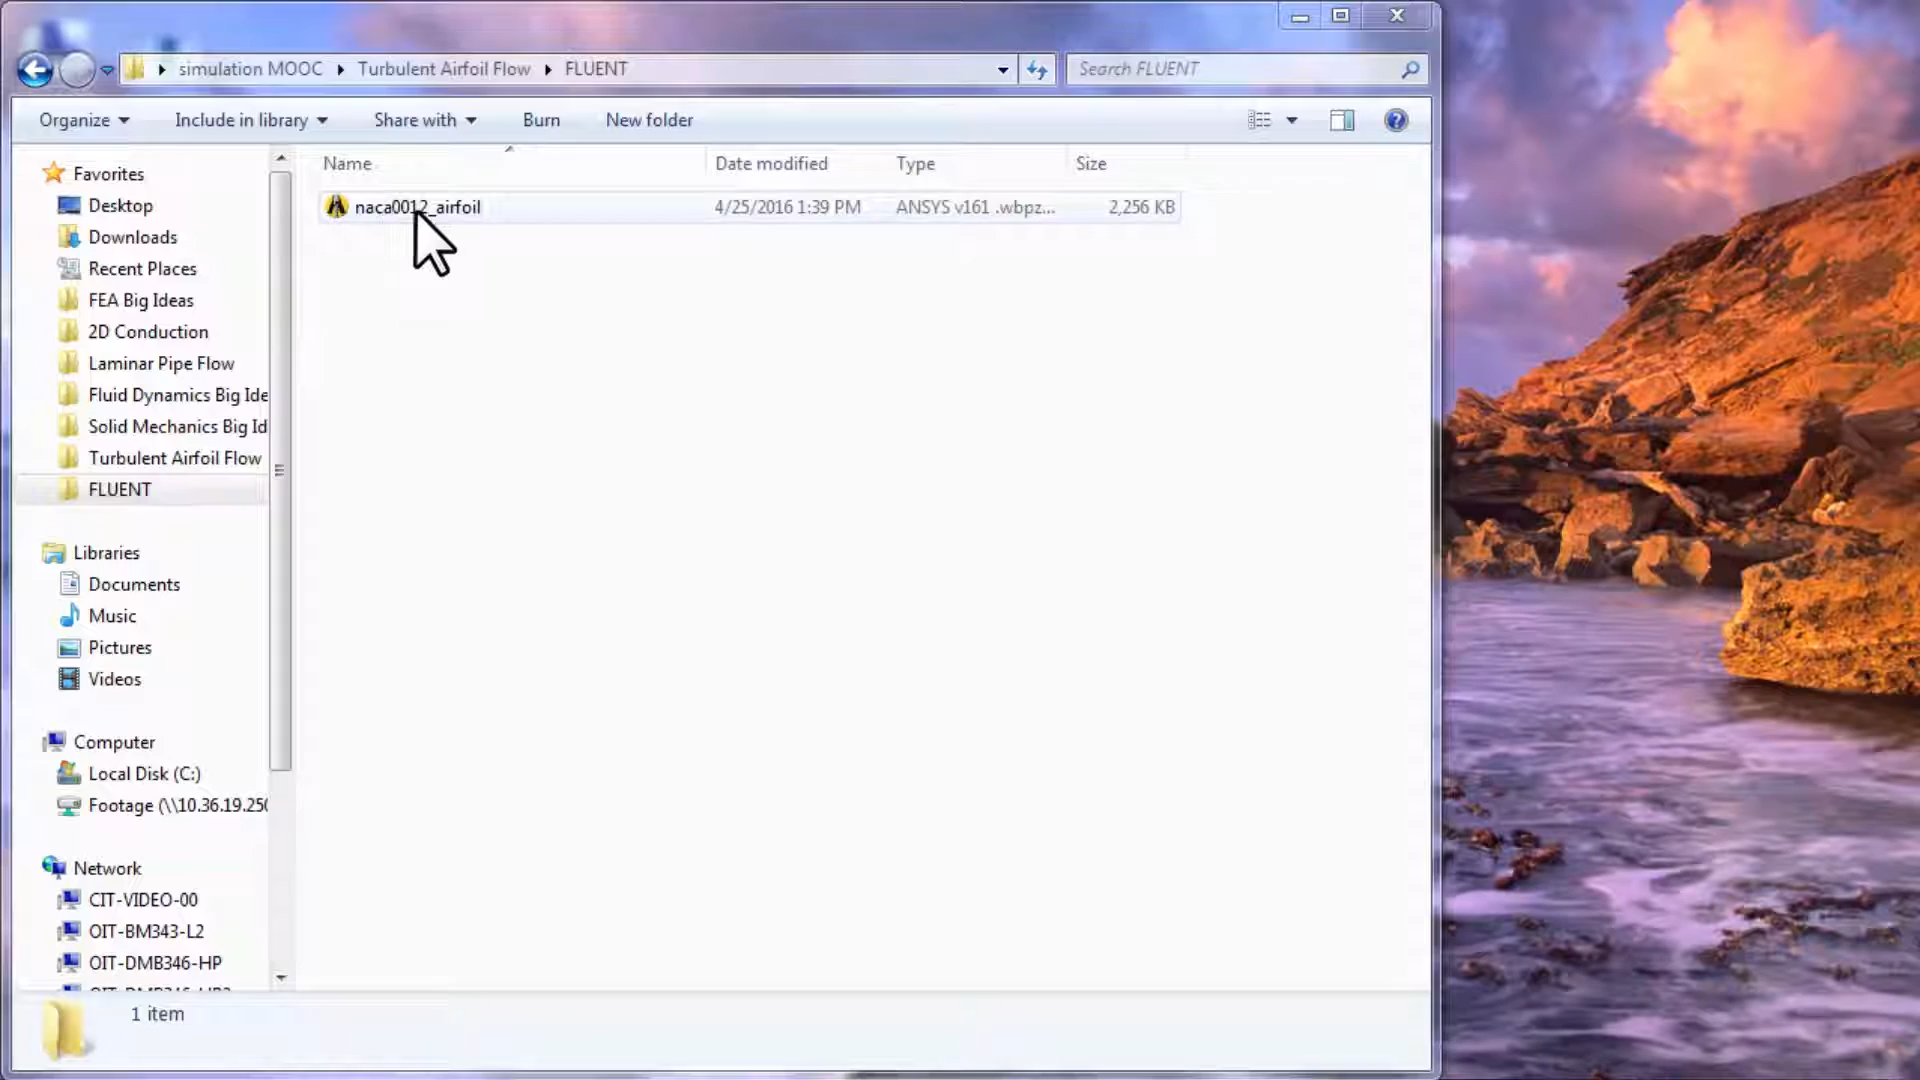 simulation MOOC Turbulent Airfoil Flow FLUENT
Search FLUENT
Organize Include in library Share with Burn New folder
Name Date modified Type Size
naca0012_airfoil 4/25/2016 1:39 PM ANSYS v161 .wbpz... 2,256 KB
Favorites
Desktop
Downloads
Recent Places
FEA Big Ideas
2D Conduction
Laminar Pipe Flow
Fluid Dynamics Big Ide
Solid Mechanics Big Id
Turbulent Airfoil Flow
FLUENT
Libraries
Documents
Music
Pictures
Videos
Computer
Local Disk (C:)
Footage (\\10.36.19.250
Network
CIT-VIDEO-00
OIT-BM343-L2
OIT-DMB346-HP
1 item